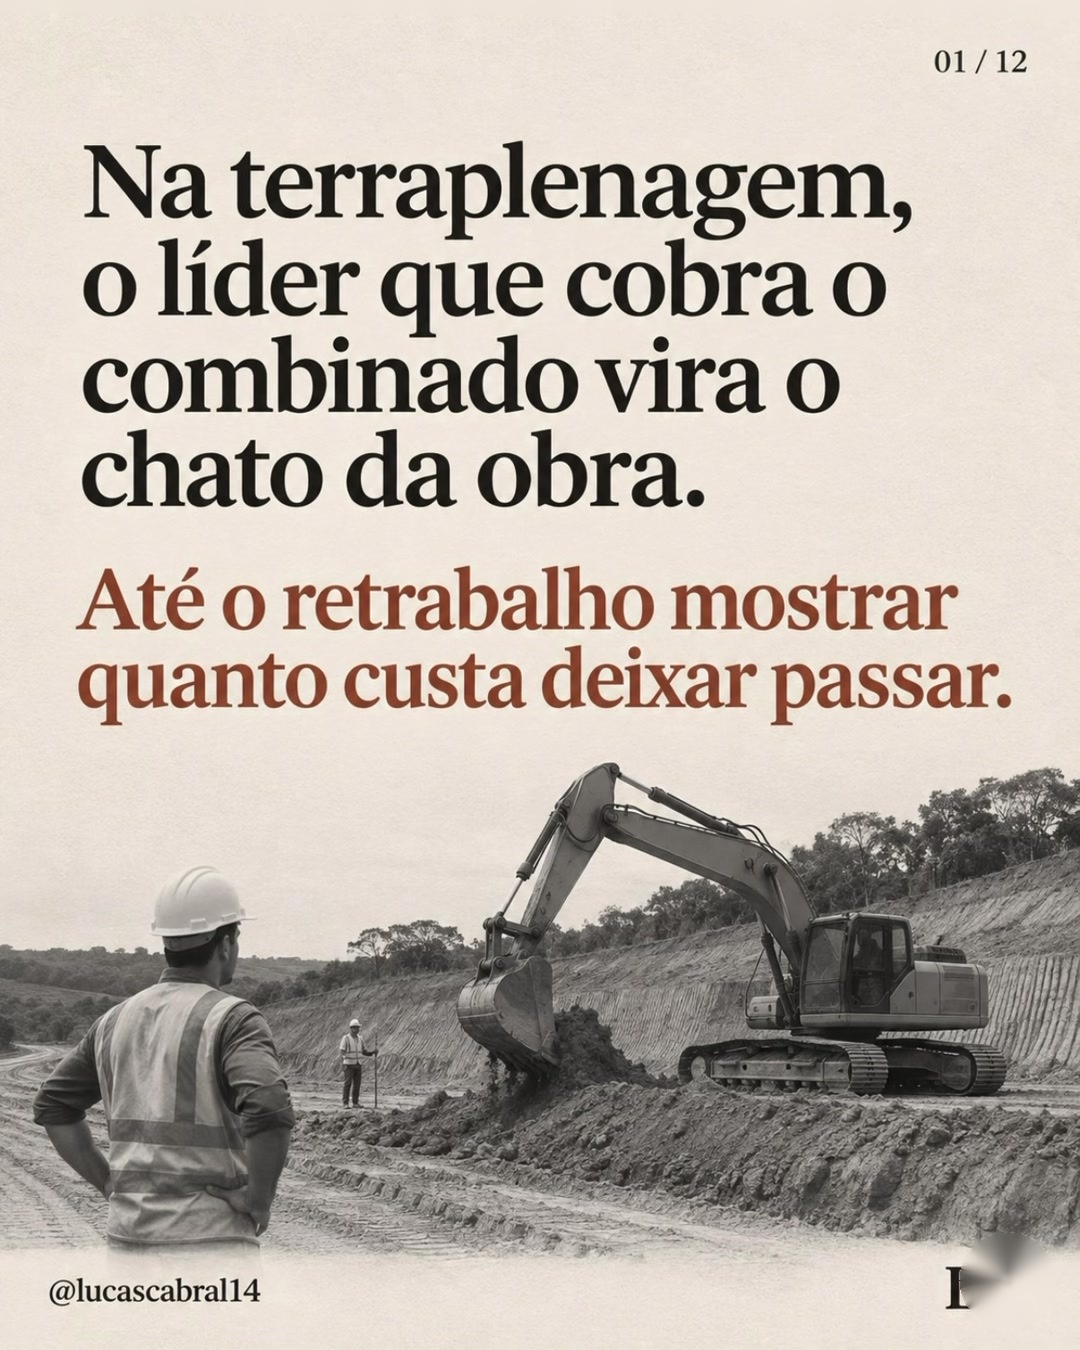 01 / 12
Na terraplenagem,
o líder que cobra o
combinado vira o
chato da obra.
Até o retrabalho mostrar
quanto custa deixar passar.
@lucascabral14